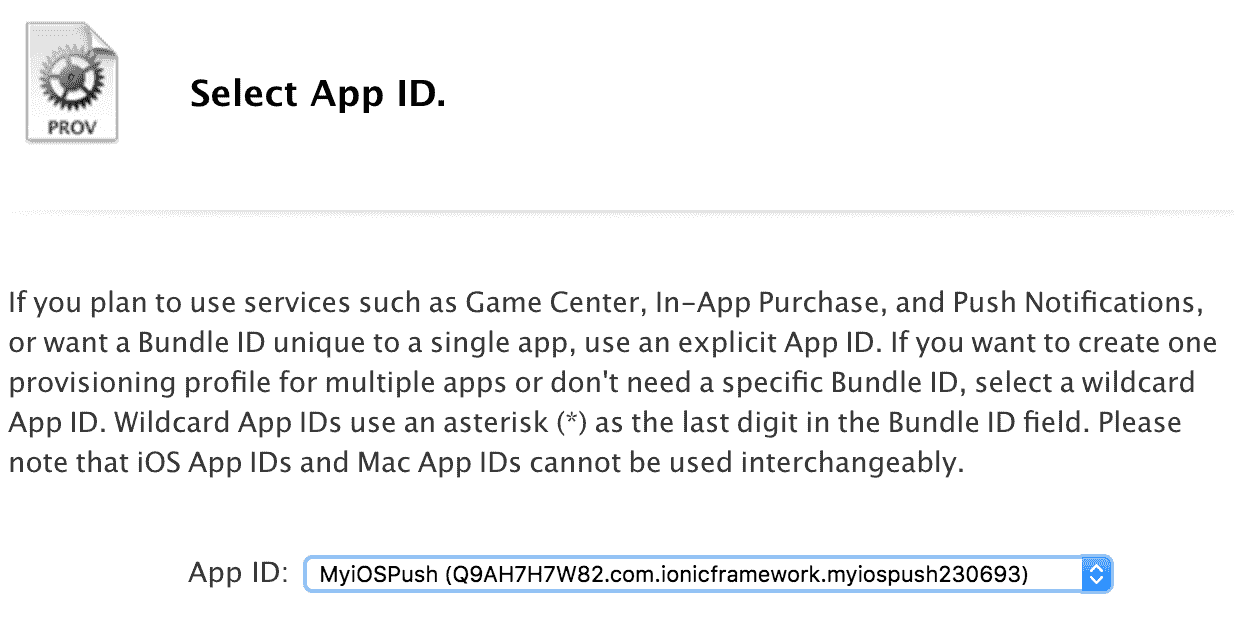 PROV
Select App ID.
If you plan to use services such as Game Center, In-App Purchase, and Push Notifications,
or want a Bundle ID unique to a single app, use an explicit App ID. If you want to create one
provisioning profile for multiple apps or don't need a specific Bundle ID, select a wildcard
App ID. Wildcard App IDs use an asterisk (*) as the last digit in the Bundle ID field. Please
note that iOS App IDs and Mac App IDs cannot be used interchangeably.
App ID: MyiOSPush (Q9AH7H7W82.com.ionicframework.myiospush230693)